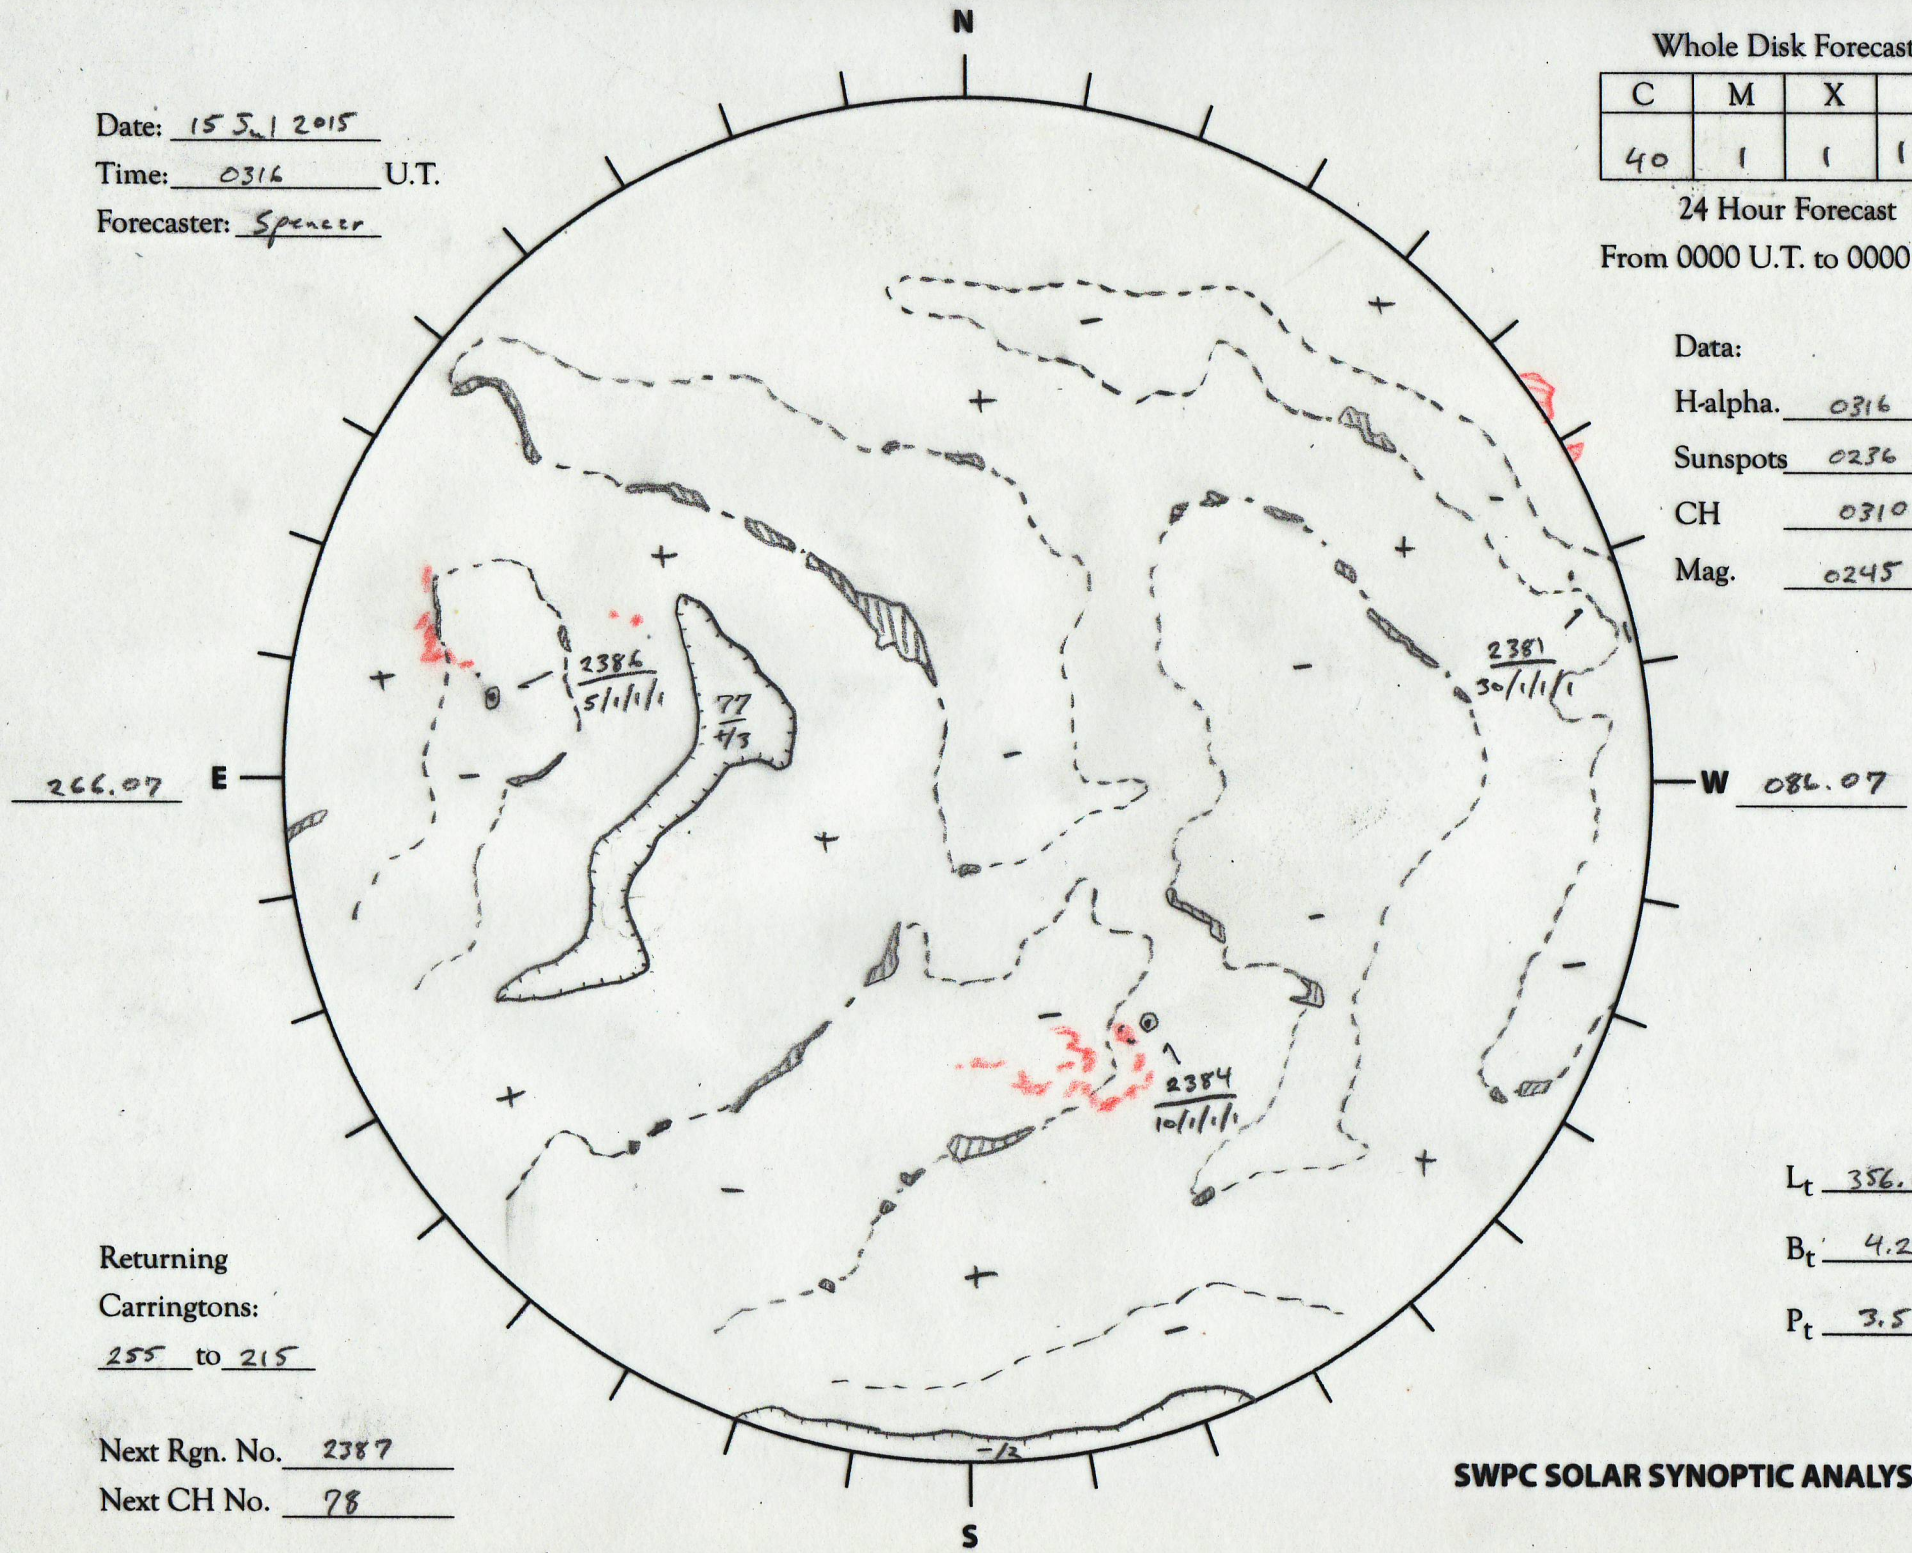 N
Whole Disk Forecast
C M X
40 1 1 1
24 Hour Forecast
From 0000 U.T. to 0000
Date: 15 Jul 2015
Time: 0316 U.T.
Forecaster: Spencer
Data:
H-alpha. 0316
Sunspots 0236
CH 0310
Mag. 0245
2386
5/1/1/1
2381
30/1/1/1
77
+/3
266.07 E
W 086.07
2384
10/1/1/1
Lt 356.
Bt 4.2
Pt 3.5
Returning
Carringtons:
255 to 215
Next Rgn. No. 2387
Next CH No. 78
-/2
SWPC SOLAR SYNOPTIC ANALYS
S